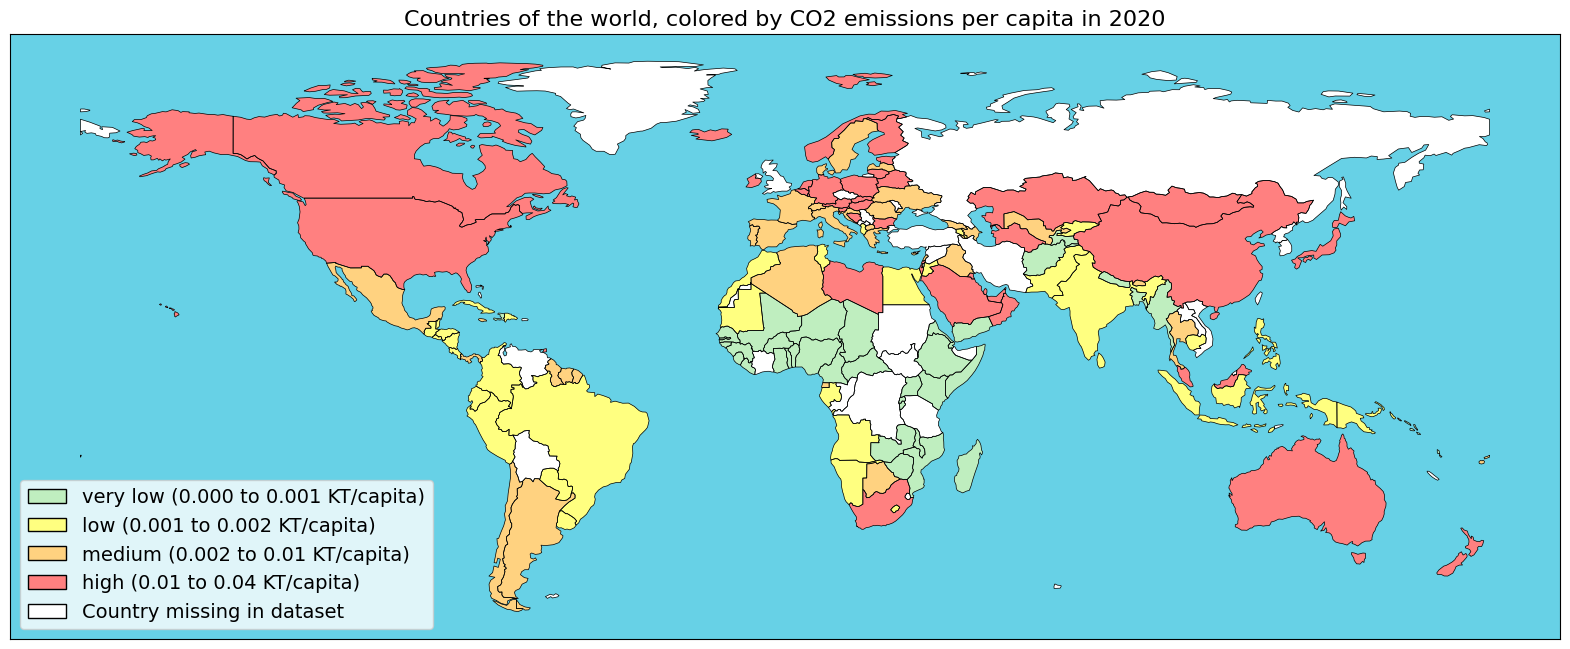 Countries of the world, colored by CO2 emissions per capita in 2020
very low (0.000 to 0.001 KT/capita)
low (0.001 to 0.002 KT/capita)
medium (0.002 to 0.01 KT/capita)
high (0.01 to 0.04 KT/capita)
Country missing in dataset